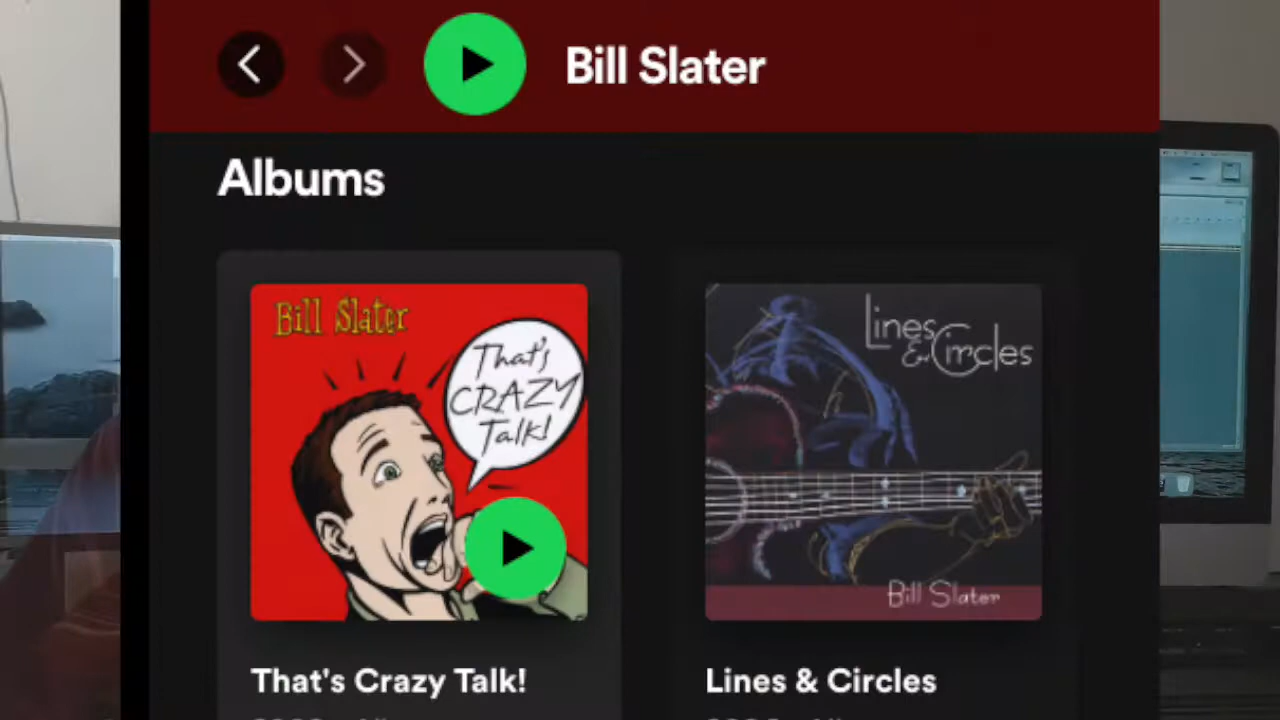 Bill Slater
Albums
Bill Slater
That's
CRAZY
Talk!
Lines
& Circles
Bill Slater
That's Crazy Talk!
Lines & Circles